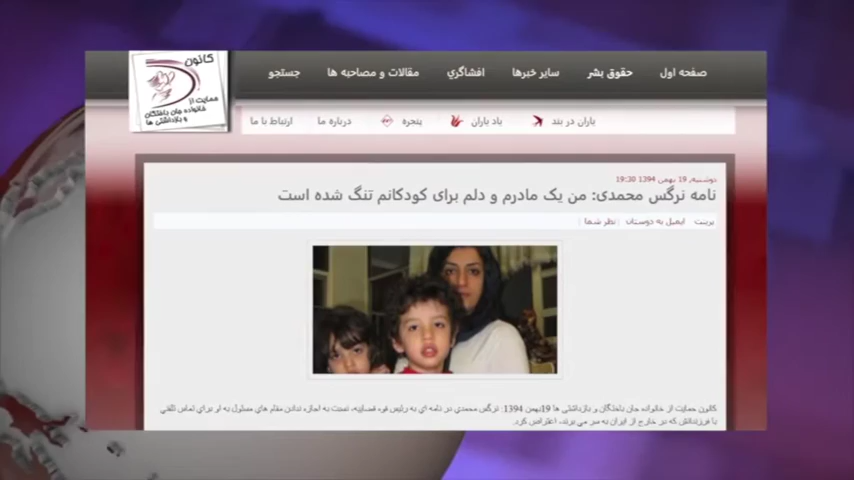 کانون
حمایت از
خانواده جان باختگان
و بازداشتی ها
صفحه اول
حقوق بشر
سایر خبرها
افشاگری
مقالات و مصاحبه ها
جستجو
یاران در بند
یاد یاران
پنجره
درباره ما
ارتباط با ما
دوشنبه, 19 بهمن 1394 19:30
نامه نرگس محمدی: من یک مادرم و دلم برای کودکانم تنگ شده است
پرینت
ایمیل به دوستان
نظر شما
کانون حمایت از خانواده جان باختگان و بازداشتی ها 19بهمن 1394: نرگس محمدی در نامه ای به رئیس قوه قضاییه، نسبت به اجازه ندادن مقام های مسئول به او برای تماس تلفنی
با فرزندانش که در خارج از ایران به سر می برند، اعتراض کرد.